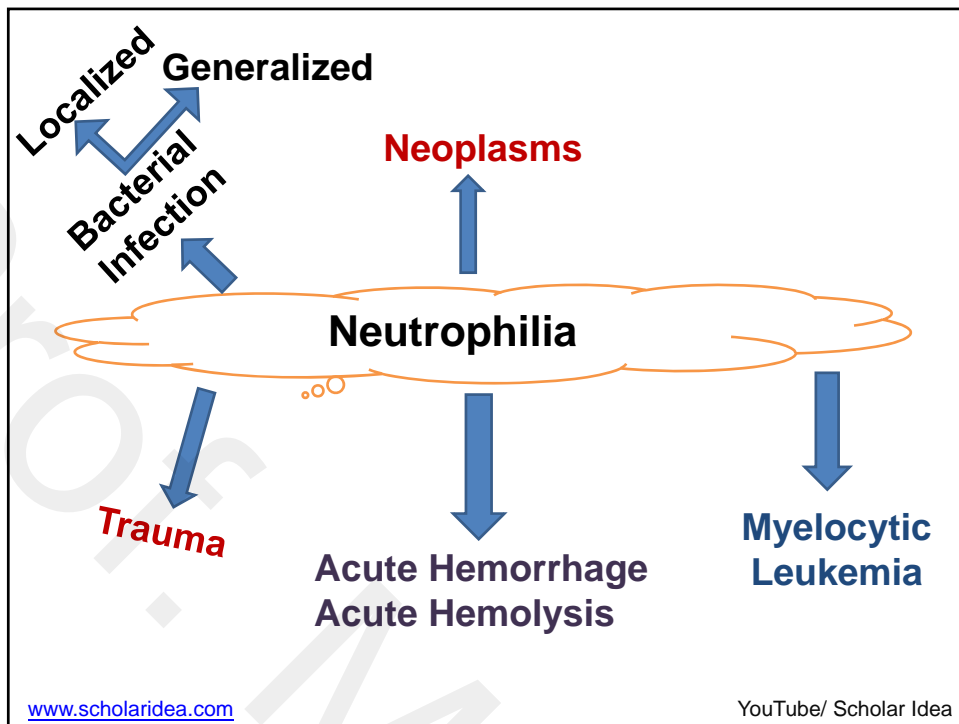 Localized
Generalized
Bacterial
Infection
Neoplasms
Neutrophilia
Trauma
Acute Hemorrhage
Acute Hemolysis
Myelocytic
Leukemia
www.scholaridea.com
YouTube/ Scholar Idea